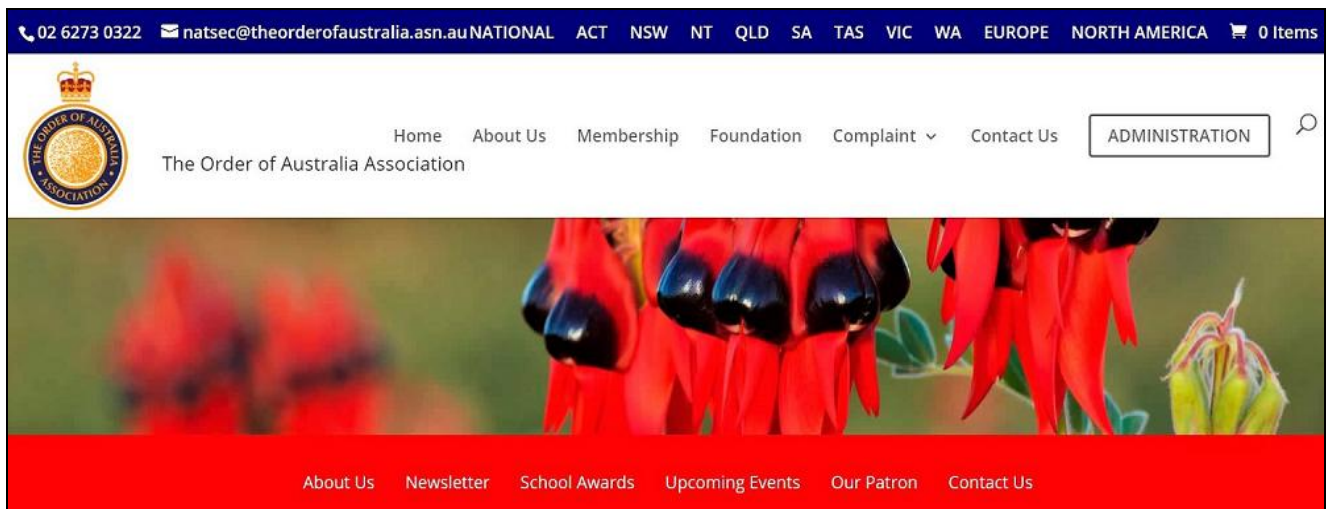 02 6273 0322 natsec@theorderofaustralia.asn.au NATIONAL ACT NSW NT QLD SA TAS VIC WA EUROPE NORTH AMERICA 0 Items
THE ORDER OF AUSTRALIA
ASSOCIATION
Home About Us Membership Foundation Complaint Contact Us ADMINISTRATION
The Order of Australia Association
About Us Newsletter School Awards Upcoming Events Our Patron Contact Us